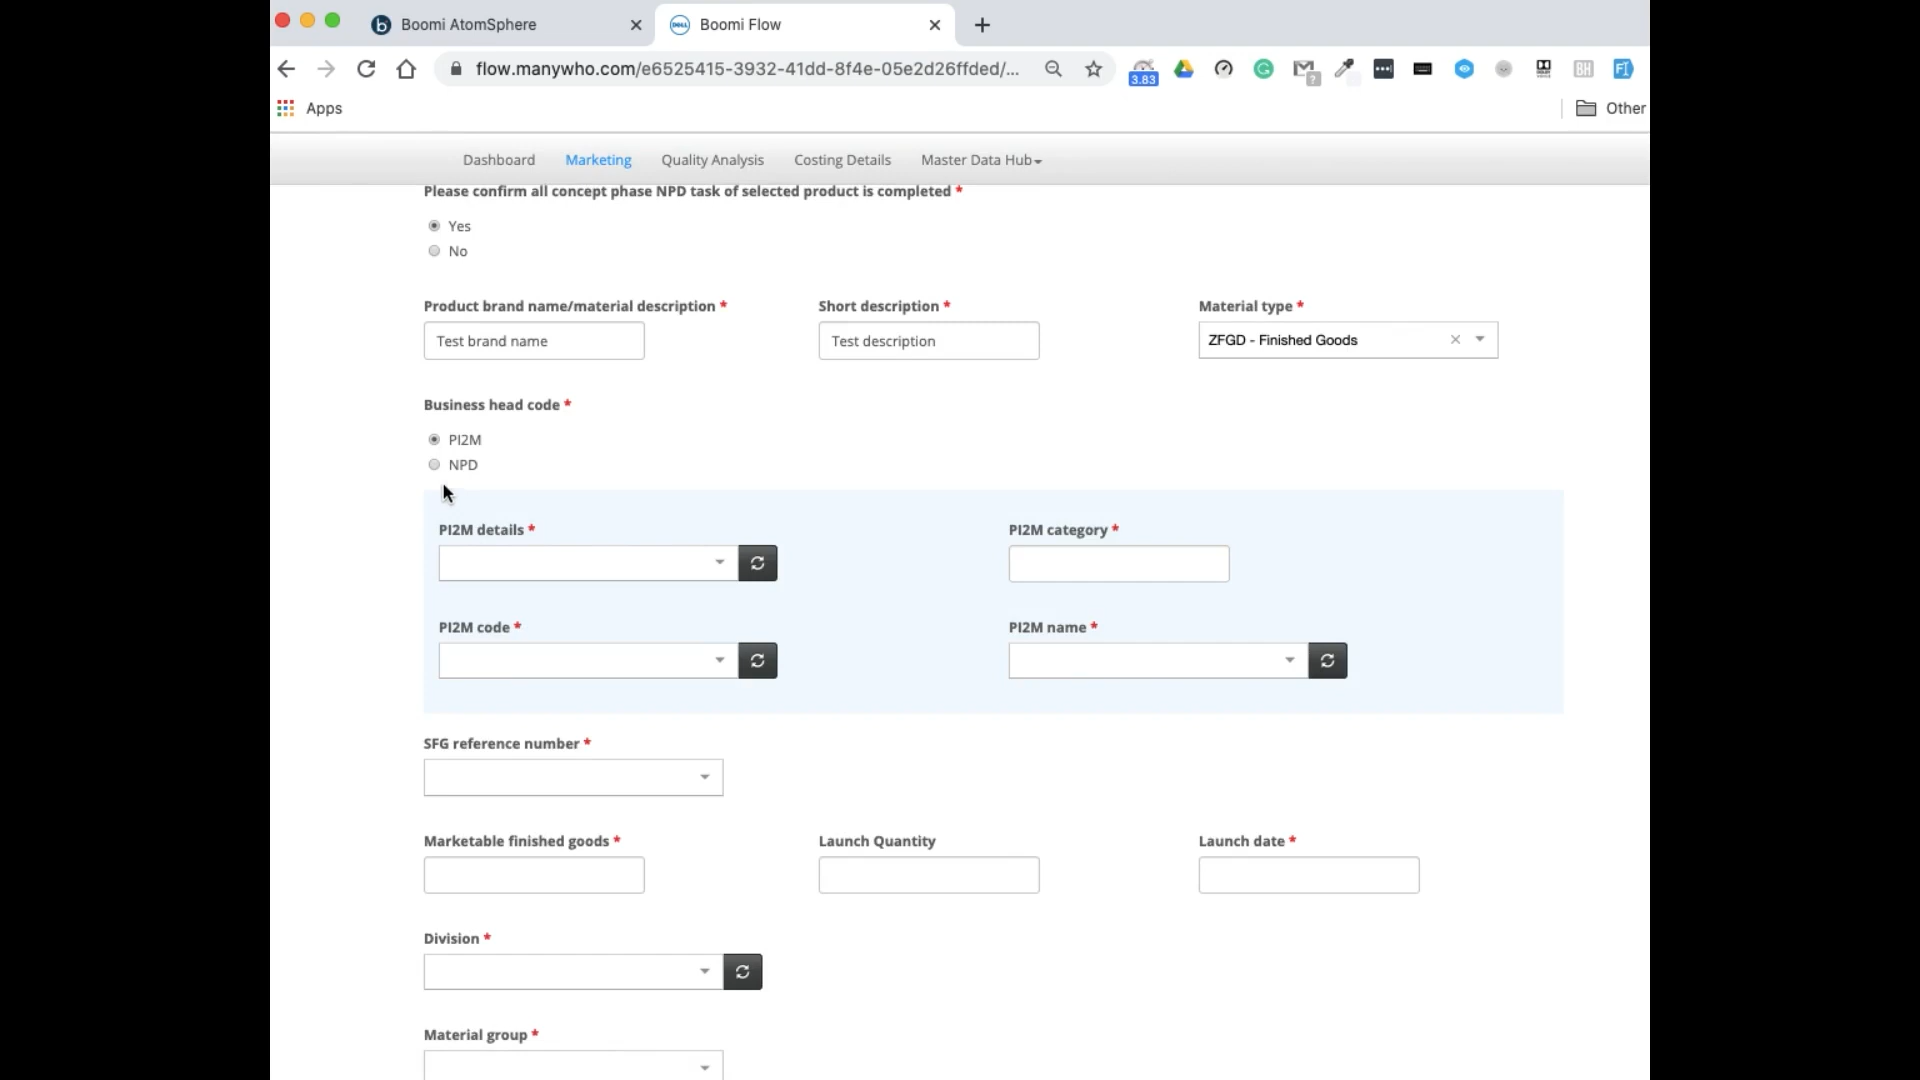 Boomi AtomSphere
Boomi Flow
flow.manywho.com/e6525415-3932-41dd-8f4e-05e2d26ffded/...
3.83
Apps
Other
Dashboard Marketing Quality Analysis Costing Details Master Data Hub
Please confirm all concept phase NPD task of selected product is completed *
Yes
No
Product brand name/material description * Short description * Material type *
Test brand name Test description ZFGD - Finished Goods
Business head code *
PI2M
NPD
PI2M details * PI2M category *
PI2M code * PI2M name *
SFG reference number *
Marketable finished goods * Launch Quantity Launch date *
Division *
Material group *